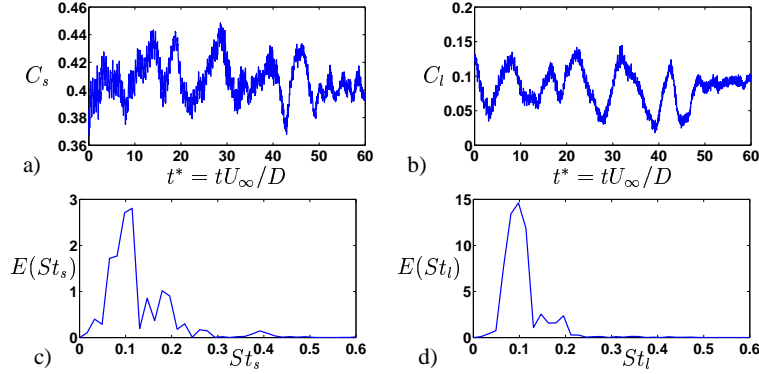 0.46
0.44
0.42
0.4
0.38
0.36
C_s
0 10 20 30 40 50 60
a)
t* = tU_∞/D
0.2
0.15
0.1
0.05
0
C_l
0 10 20 30 40 50 60
b)
t* = tU_∞/D
3
2
1
0
E(St_s)
0 0.1 0.2 0.3 0.4 0.5 0.6
c)
St_s
15
10
5
0
E(St_l)
0 0.1 0.2 0.3 0.4 0.5 0.6
d)
St_l